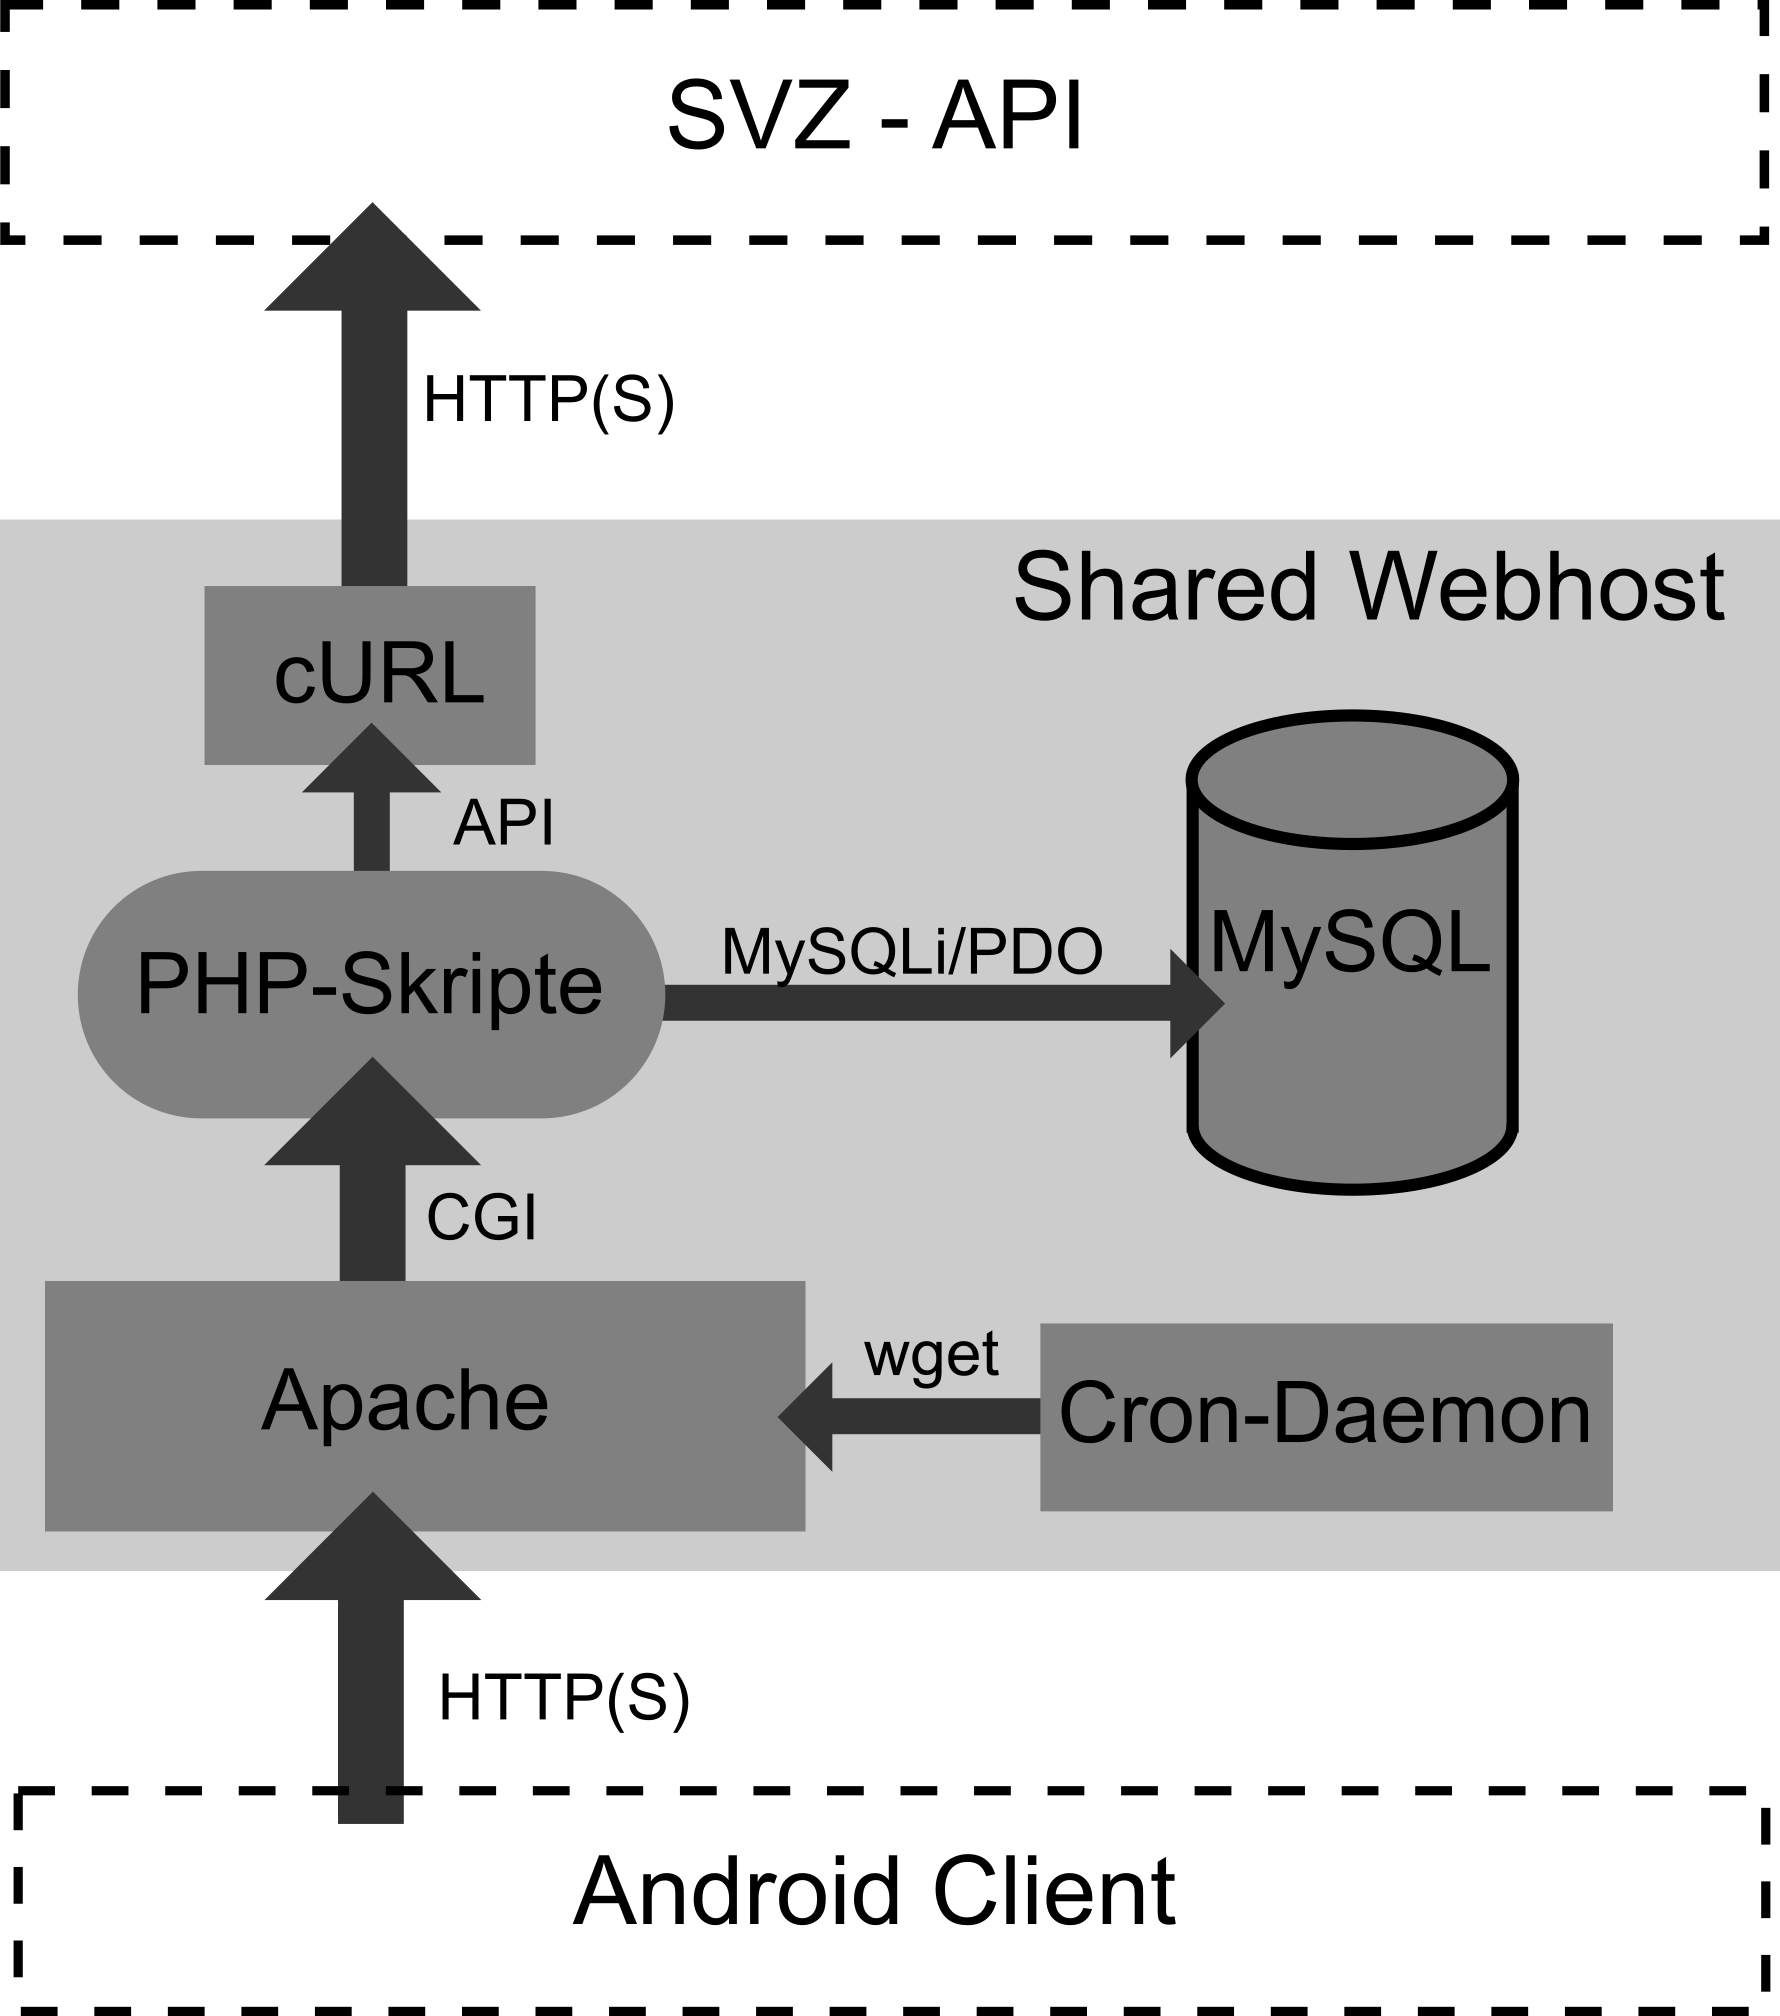 SVZ - API
HTTP(S)
Shared Webhost
cURL
API
PHP-Skripte
MySQLi/PDO
MySQL
CGI
Apache
wget
Cron-Daemon
HTTP(S)
Android Client